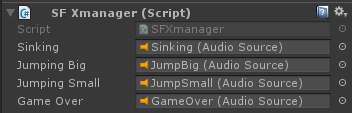 SF Xmanager (Script)
Script SFXmanager
Sinking Sinking (Audio Source)
Jumping Big JumpBig (Audio Source)
Jumping Small JumpSmall (Audio Source)
Game Over GameOver (Audio Source)